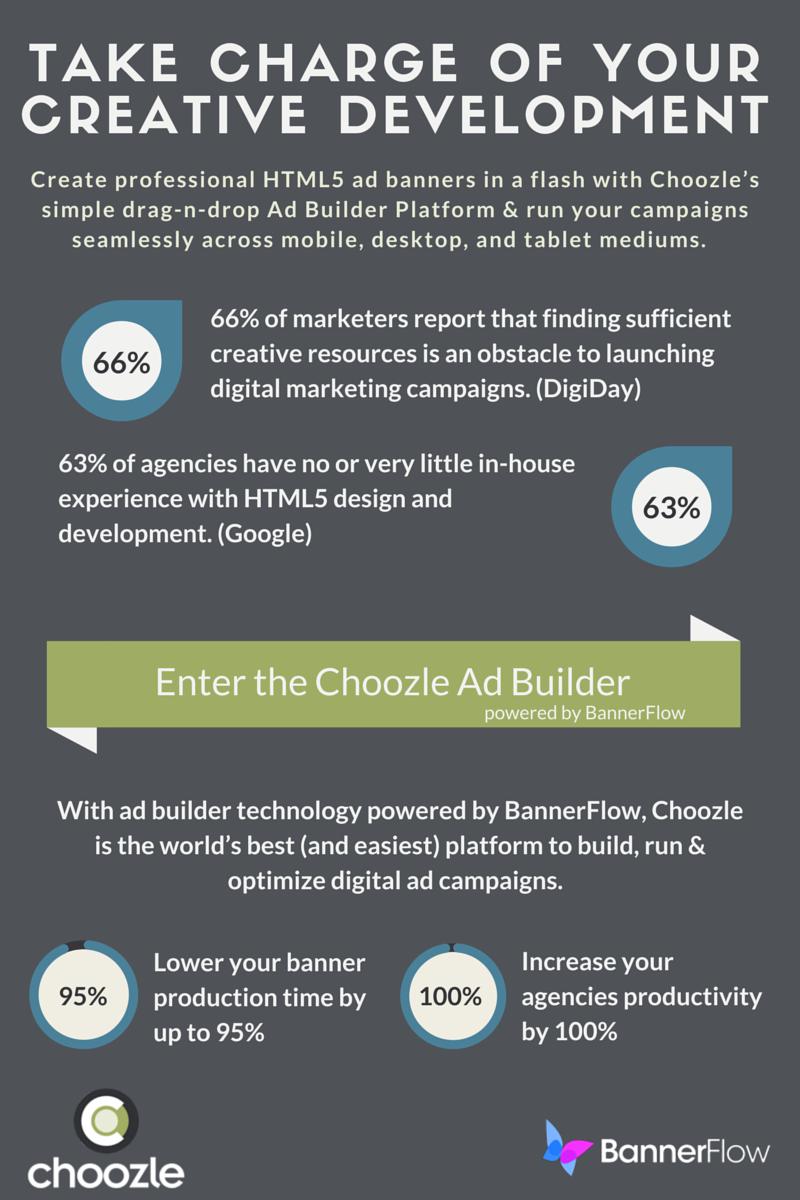 TAKE CHARGE OF YOUR
CREATIVE DEVELOPMENT
Create professional HTML5 ad banners in a flash with Choozle's
simple drag-n-drop Ad Builder Platform & run your campaigns
seamlessly across mobile, desktop, and tablet mediums.
66%
66% of marketers report that finding sufficient
creative resources is an obstacle to launching
digital marketing campaigns. (DigiDay)
63% of agencies have no or very little in-house
experience with HTML5 design and
development. (Google)
63%
Enter the Choozle Ad Builder
powered by BannerFlow
With ad builder technology powered by BannerFlow, Choozle
is the world's best (and easiest) platform to build, run &
optimize digital ad campaigns.
95%
Lower your banner
production time by
up to 95%
100%
Increase your
agencies productivity
by 100%
choozle
BannerFlow